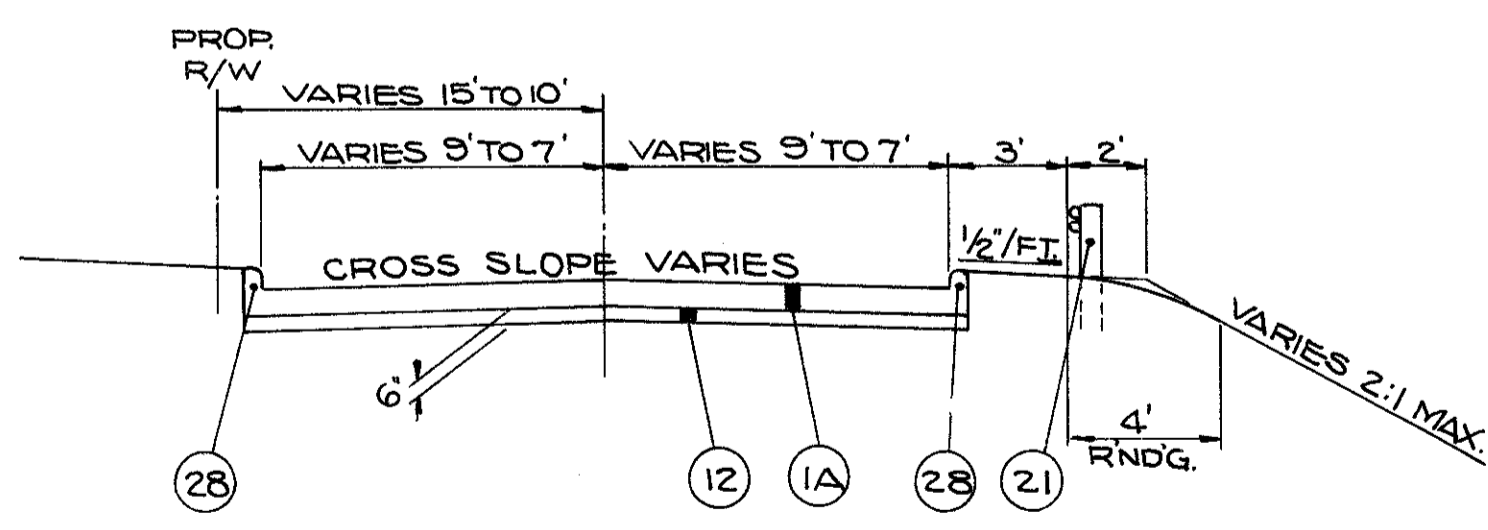 PROP.
R/W
VARIES 15' TO 10'
VARIES 9' TO 7'
VARIES 9' TO 7'
3'
2'
1/2"/FT.
CROSS SLOPE VARIES
VARIES 2:1 MAX.
6"
4'
R'ND'G.
28
12
1A
28
21